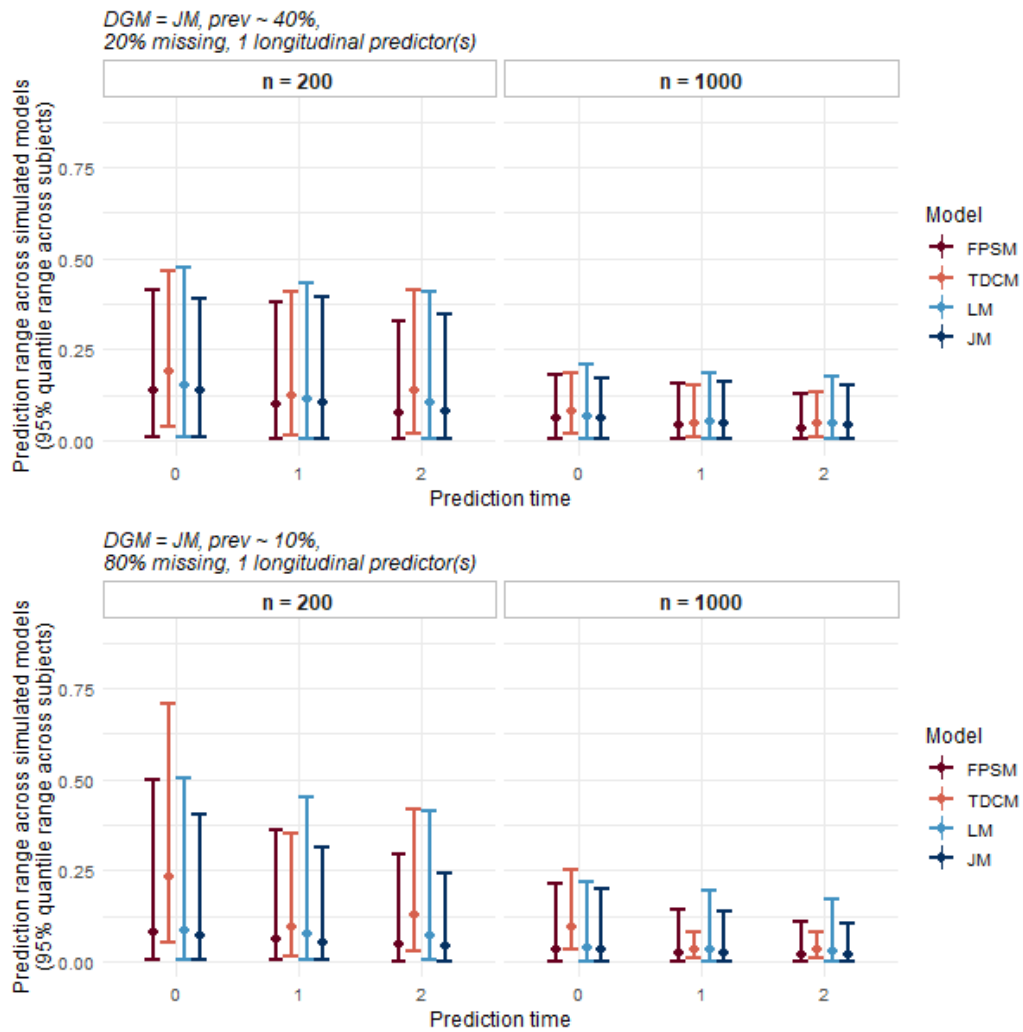 DGM = JM, prev ~ 40%,
20% missing, 1 longitudinal predictor(s)
n = 200
n = 1000
Prediction range across simulated models
(95% quantile range across subjects)
0.75
0.50
0.25
0.00
0
1
2
0
1
2
Prediction time
Model
FPSM
TDCM
LM
JM
DGM = JM, prev ~ 10%,
80% missing, 1 longitudinal predictor(s)
n = 200
n = 1000
Prediction range across simulated models
(95% quantile range across subjects)
0.75
0.50
0.25
0.00
0
1
2
0
1
2
Prediction time
Model
FPSM
TDCM
LM
JM